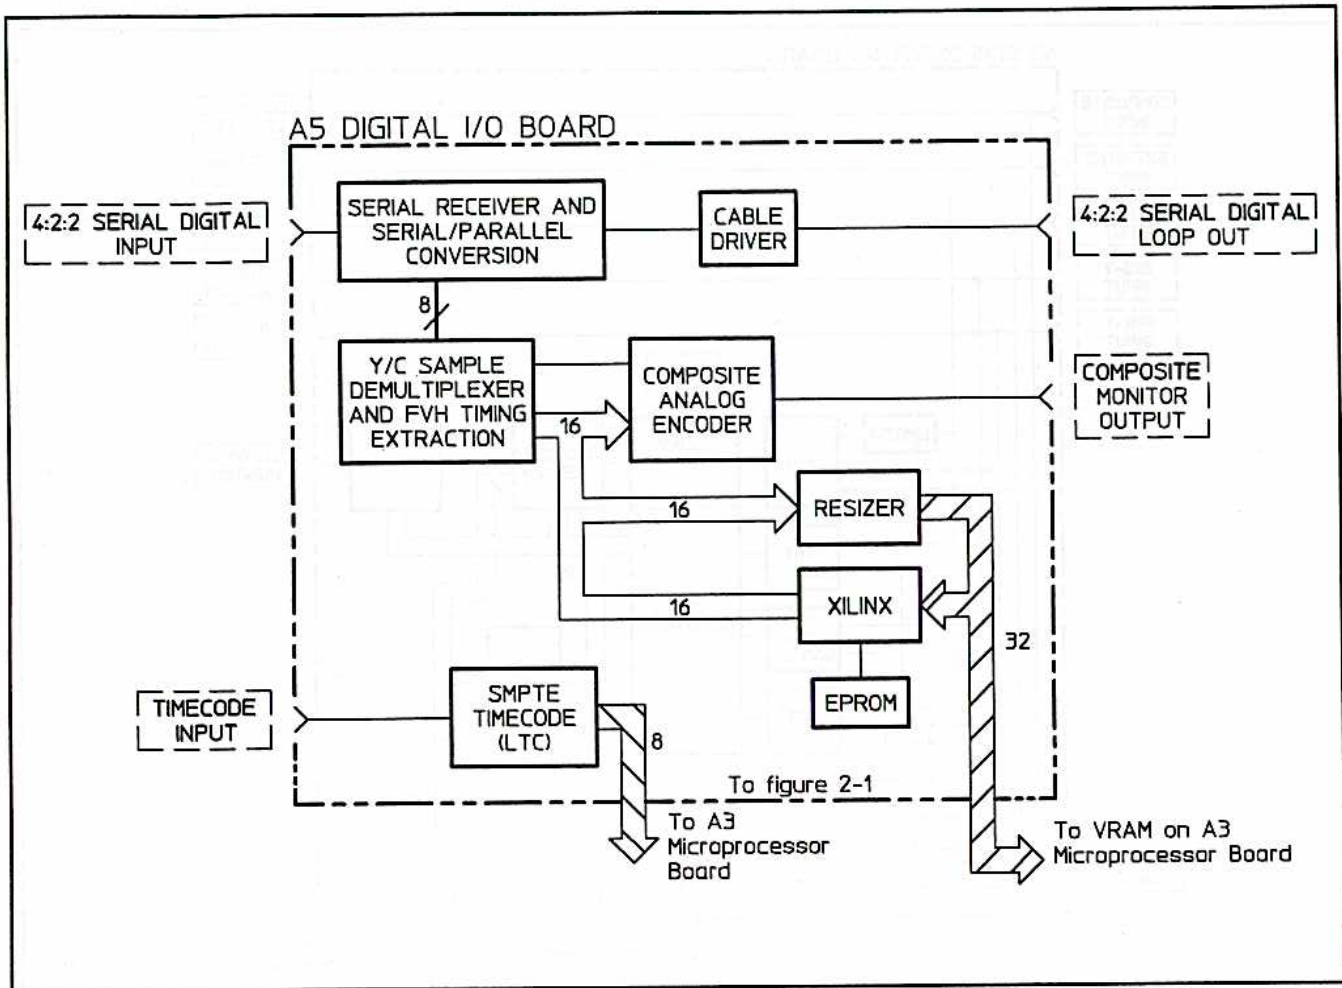 A5 DIGITAL I/O BOARD
4:2:2 SERIAL DIGITAL
INPUT
SERIAL RECEIVER AND
SERIAL/PARALLEL
CONVERSION
CABLE
DRIVER
4:2:2 SERIAL DIGITAL
LOOP OUT
8
Y/C SAMPLE
DEMULTIPLEXER
AND FVH TIMING
EXTRACTION
16
COMPOSITE
ANALOG
ENCODER
COMPOSITE
MONITOR
OUTPUT
16
RESIZER
16
XILINX
32
EPROM
TIMECODE
INPUT
SMPTE
TIMECODE
(LTC)
8
To figure 2-1
To A3
Microprocessor
Board
To VRAM on A3
Microprocessor Board